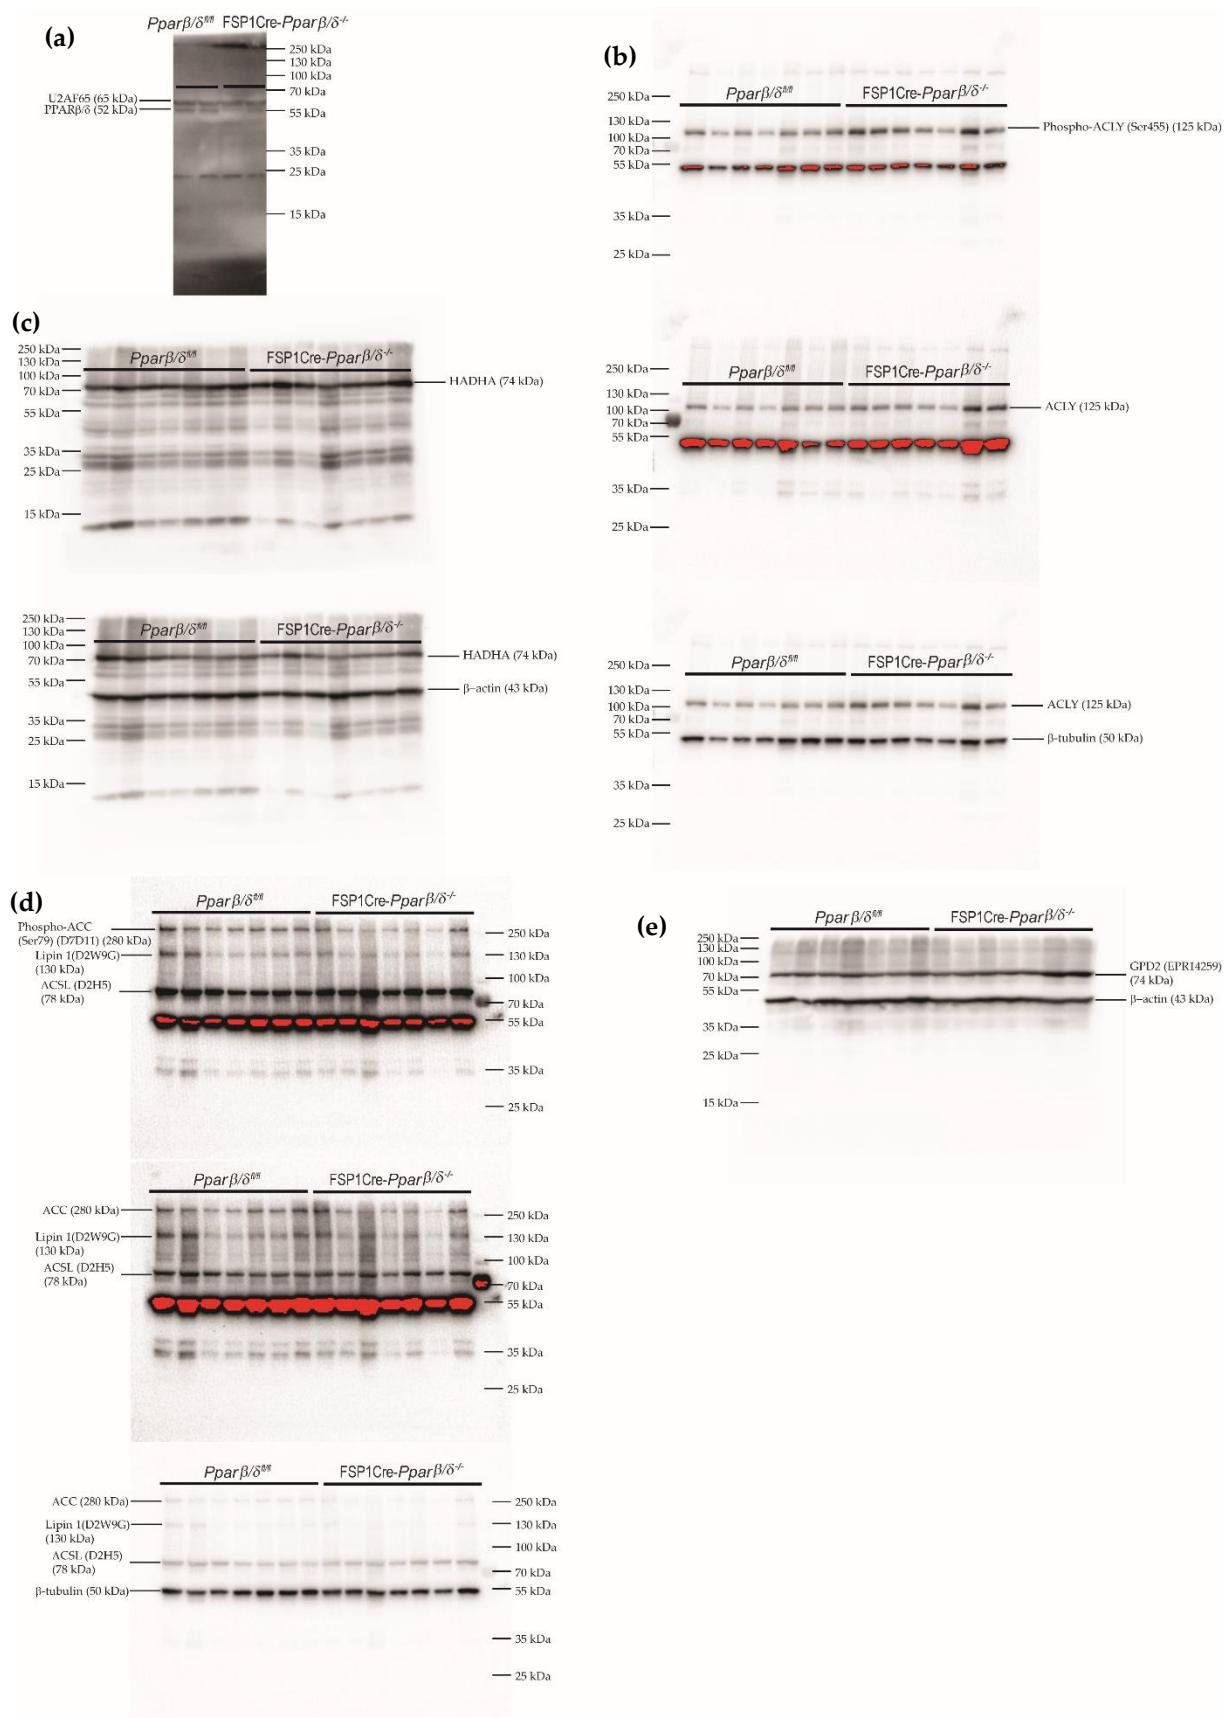 (a)
Pparβ/δfl/fl FSP1Cre-Pparβ/δ-/-
250 kDa
130 kDa
100 kDa
70 kDa
55 kDa
35 kDa
25 kDa
15 kDa
U2AF65 (65 kDa)
PPARβ/δ (52 kDa)
(b)
Pparβ/δfl/fl FSP1Cre-Pparβ/δ-/-
250 kDa
130 kDa
100 kDa
70 kDa
55 kDa
35 kDa
25 kDa
Phospho-ACLY (Ser455) (125 kDa)
Pparβ/δfl/fl FSP1Cre-Pparβ/δ-/-
250 kDa
130 kDa
100 kDa
70 kDa
55 kDa
35 kDa
25 kDa
ACLY (125 kDa)
Pparβ/δfl/fl FSP1Cre-Pparβ/δ-/-
250 kDa
130 kDa
100 kDa
70 kDa
55 kDa
35 kDa
25 kDa
ACLY (125 kDa)
β-tubulin (50 kDa)
(c)
Pparβ/δfl/fl FSP1Cre-Pparβ/δ-/-
250 kDa
130 kDa
100 kDa
70 kDa
55 kDa
35 kDa
25 kDa
15 kDa
HADHA (74 kDa)
Pparβ/δfl/fl FSP1Cre-Pparβ/δ-/-
250 kDa
130 kDa
100 kDa
70 kDa
55 kDa
35 kDa
25 kDa
15 kDa
HADHA (74 kDa)
β-actin (43 kDa)
(d)
Pparβ/δfl/fl FSP1Cre-Pparβ/δ-/-
Phospho-ACC
(Ser79) (D7D11) (280 kDa)
Lipin 1(D2W9G)
(130 kDa)
ACSL (D2H5)
(78 kDa)
250 kDa
130 kDa
100 kDa
70 kDa
55 kDa
35 kDa
25 kDa
Pparβ/δfl/fl FSP1Cre-Pparβ/δ-/-
ACC (280 kDa)
Lipin 1(D2W9G)
(130 kDa)
ACSL (D2H5)
(78 kDa)
250 kDa
130 kDa
100 kDa
70 kDa
55 kDa
35 kDa
25 kDa
Pparβ/δfl/fl FSP1Cre-Pparβ/δ-/-
ACC (280 kDa)
Lipin 1(D2W9G)
(130 kDa)
ACSL (D2H5)
(78 kDa)
β-tubulin (50 kDa)
250 kDa
130 kDa
100 kDa
70 kDa
55 kDa
35 kDa
25 kDa
(e)
Pparβ/δfl/fl FSP1Cre-Pparβ/δ-/-
250 kDa
130 kDa
100 kDa
70 kDa
55 kDa
35 kDa
25 kDa
15 kDa
GPD2 (EPR14259)
(74 kDa)
β-actin (43 kDa)